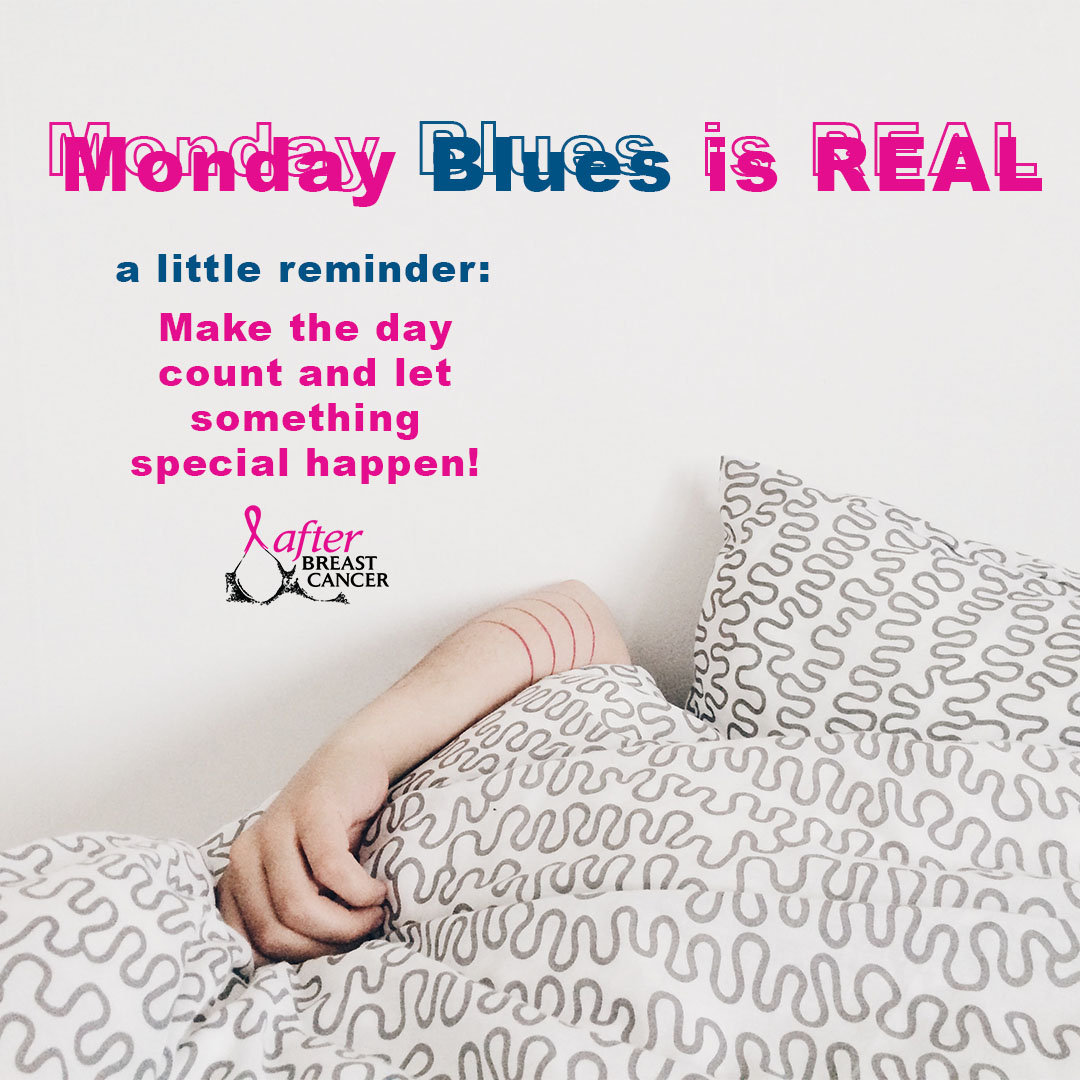 Monday Blues is REAL
a little reminder:
Make the day
count and let
something
special happen!
after
BREAST
CANCER